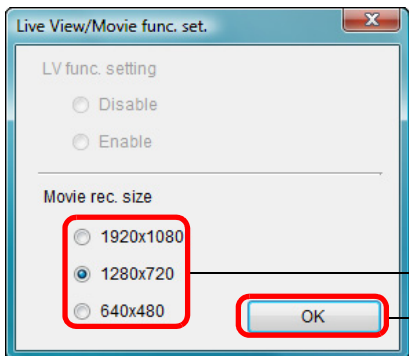 Live View/Movie func. set.
LV func. setting
Disable
Enable
Movie rec. size
1920x1080
1280x720
640x480
OK